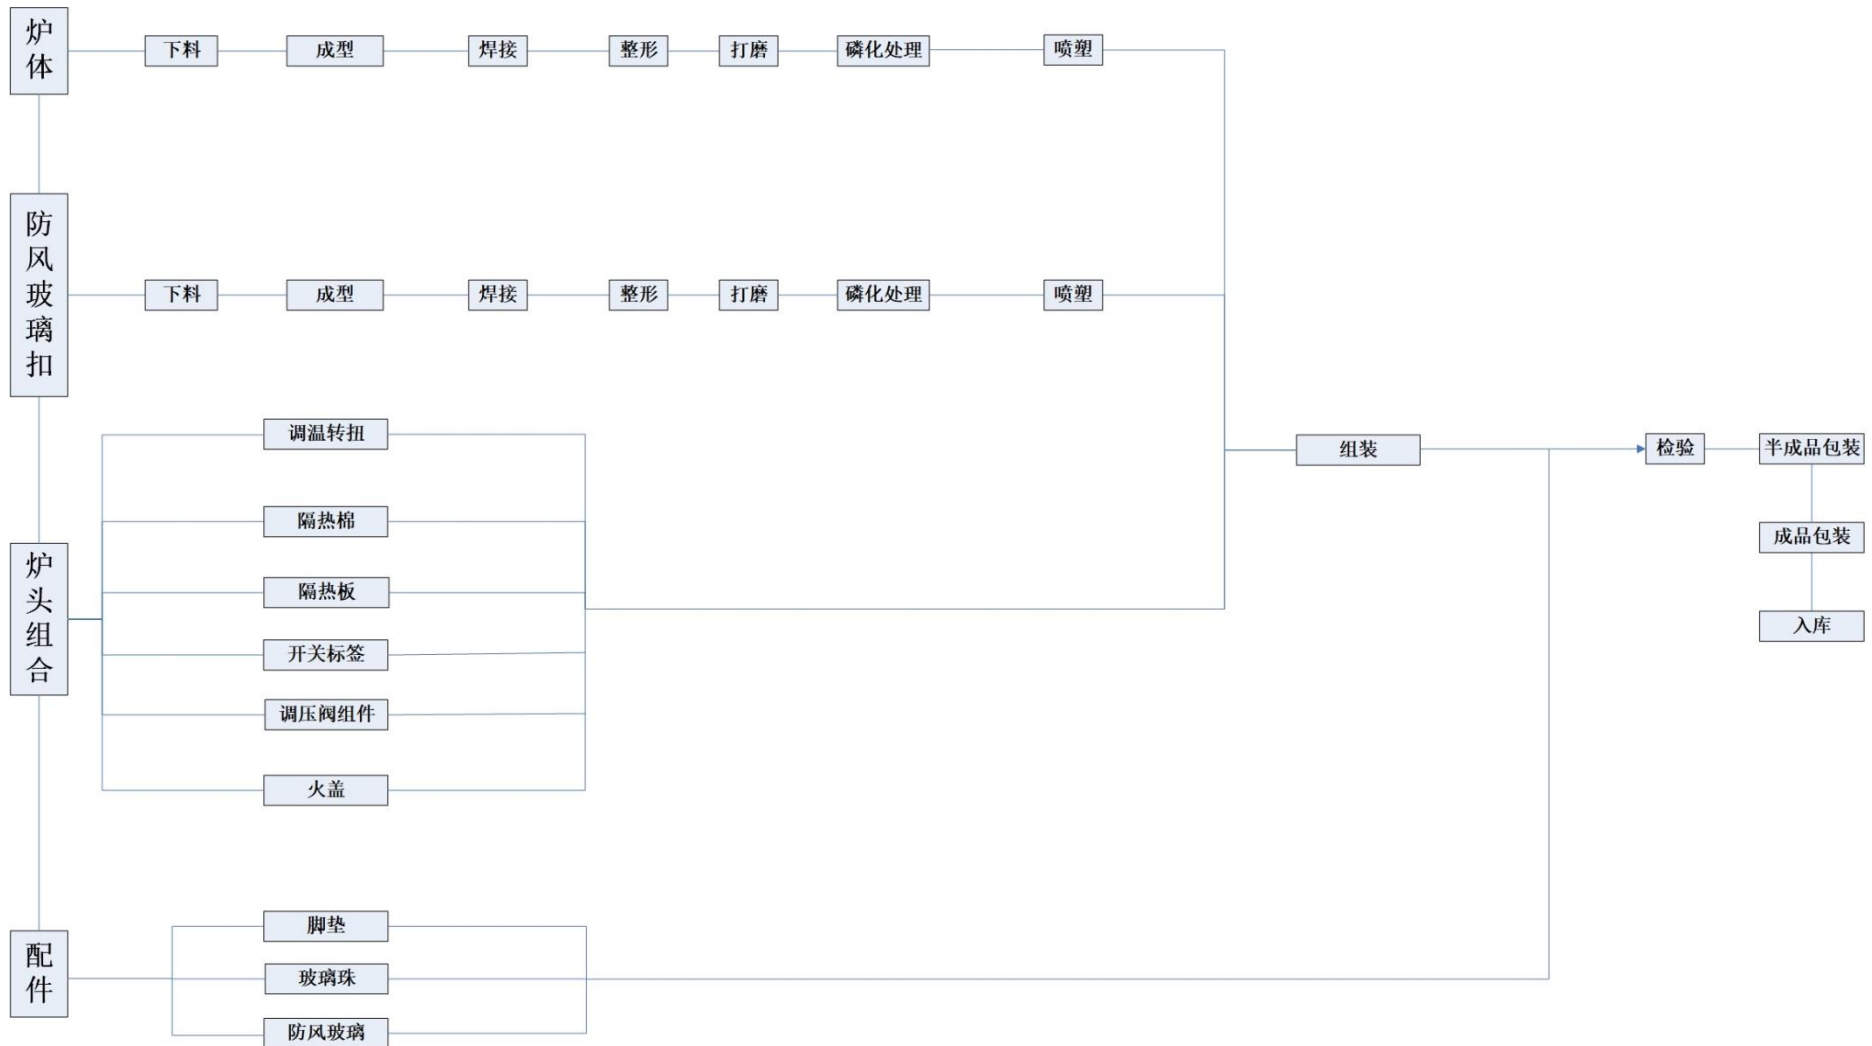 炉体
下料
成型
焊接
整形
打磨
磷化处理
喷塑
防风玻璃扣
下料
成型
焊接
整形
打磨
磷化处理
喷塑
炉头组合
调温转扭
隔热棉
隔热板
开关标签
调压阀组件
火盖
组装
检验
半成品包装
成品包装
入库
配件
脚垫
玻璃珠
防风玻璃